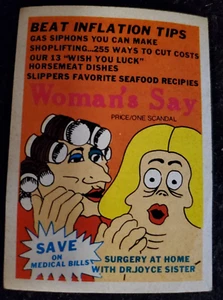 BEAT INFLATION TIPS
GAS SIPHONS YOU CAN MAKE
SHOPLIFTING...255 WAYS TO CUT COSTS
OUR 13 "WISH YOU LUCK"
HORSEMEAT DISHES
SLIPPERS FAVORITE SEAFOOD RECIPIES
Woman's Say
PRICE/ONE SCANDAL
SAVE
ON
MEDICAL BILLS!
SURGERY AT HOME
WITH DR.JOYCE SISTER